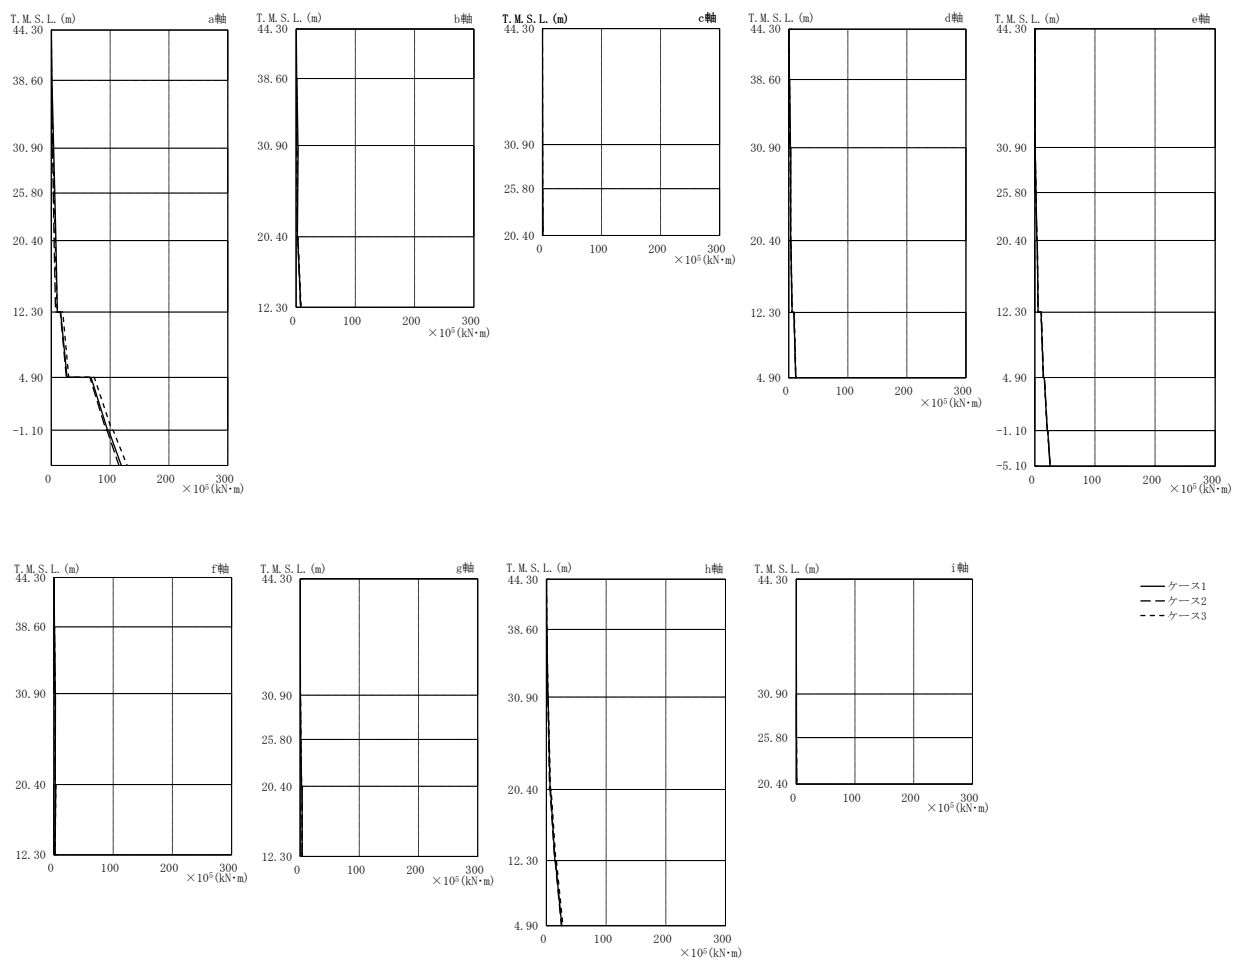 T.M.S.L.(m) a軸
44.30
38.60
30.90
25.80
20.40
12.30
4.90
-1.10
0 100 200 300
×10⁵(kN·m)
T.M.S.L.(m) b軸
44.30
38.60
30.90
20.40
12.30
0 100 200 300
×10⁵(kN·m)
T.M.S.L.(m) c軸
44.30
30.90
25.80
20.40
0 100 200 300
×10⁵(kN·m)
T.M.S.L.(m) d軸
44.30
38.60
30.90
20.40
12.30
4.90
0 100 200 300
×10⁵(kN·m)
T.M.S.L.(m) e軸
44.30
30.90
25.80
20.40
12.30
4.90
-1.10
-5.10
0 100 200 300
×10⁵(kN·m)
T.M.S.L.(m) f軸
44.30
38.60
30.90
20.40
12.30
0 100 200 300
×10⁵(kN·m)
T.M.S.L.(m) g軸
44.30
30.90
25.80
20.40
12.30
0 100 200 300
×10⁵(kN·m)
T.M.S.L.(m) h軸
44.30
38.60
30.90
20.40
12.30
4.90
0 100 200 300
×10⁵(kN·m)
T.M.S.L.(m) i軸
44.30
30.90
25.80
20.40
0 100 200 300
×10⁵(kN·m)
ケース1
ケース2
ケース3